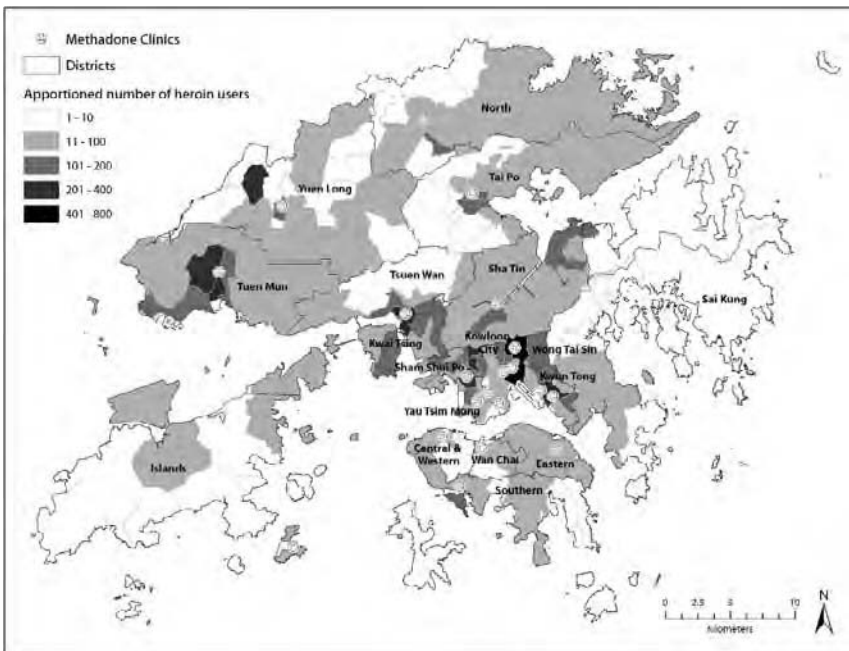 Methadone Clinics
Districts
Apportioned number of heroin users
1 - 10
11 - 100
101 - 200
201 - 400
401 - 800
North
Tai Po
Yuen Long
Tsuen Wan
Sha Tin
Tuen Mun
Sai Kung
Kwai Tsing
Kowloon
City
Wong Tai Sin
Sham Shui Po
Kwun Tong
Yau Tsim Mong
Central &
Western
Wan Chai
Eastern
Islands
Southern
N
0 2.5 5 10
Kilometers